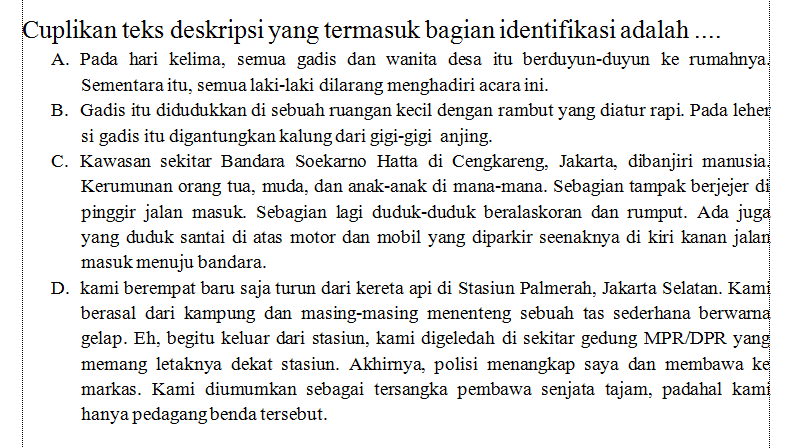 Cuplikan teks deskripsi yang termasuk bagian identifikasi adalah ....
A. Pada hari kelima, semua gadis dan wanita desa itu berduyun-duyun ke rumahnya.
Sementara itu, semua laki-laki dilarang menghadiri acara ini.
B. Gadis itu didudukkan di sebuah ruangan kecil dengan rambut yang diatur rapi. Pada leher
si gadis itu digantungkan kalung dari gigi-gigi anjing.
C. Kawasan sekitar Bandara Soekarno Hatta di Cengkareng, Jakarta, dibanjiri manusia.
Kerumunan orang tua, muda, dan anak-anak di mana-mana. Sebagian tampak berjejer di
pinggir jalan masuk. Sebagian lagi duduk-duduk beralaskoran dan rumput. Ada juga
yang duduk santai di atas motor dan mobil yang diparkir seenaknya di kiri kanan jalan
masuk menuju bandara.
D. kami berempat baru saja turun dari kereta api di Stasiun Palmerah, Jakarta Selatan. Kami
berasal dari kampung dan masing-masing menenteng sebuah tas sederhana berwarna
gelap. Eh, begitu keluar dari stasiun, kami digeledah di sekitar gedung MPR/DPR yang
memang letaknya dekat stasiun. Akhirnya, polisi menangkap saya dan membawa ke
markas. Kami diumumkan sebagai tersangka pembawa senjata tajam, padahal kami
hanya pedagang benda tersebut.